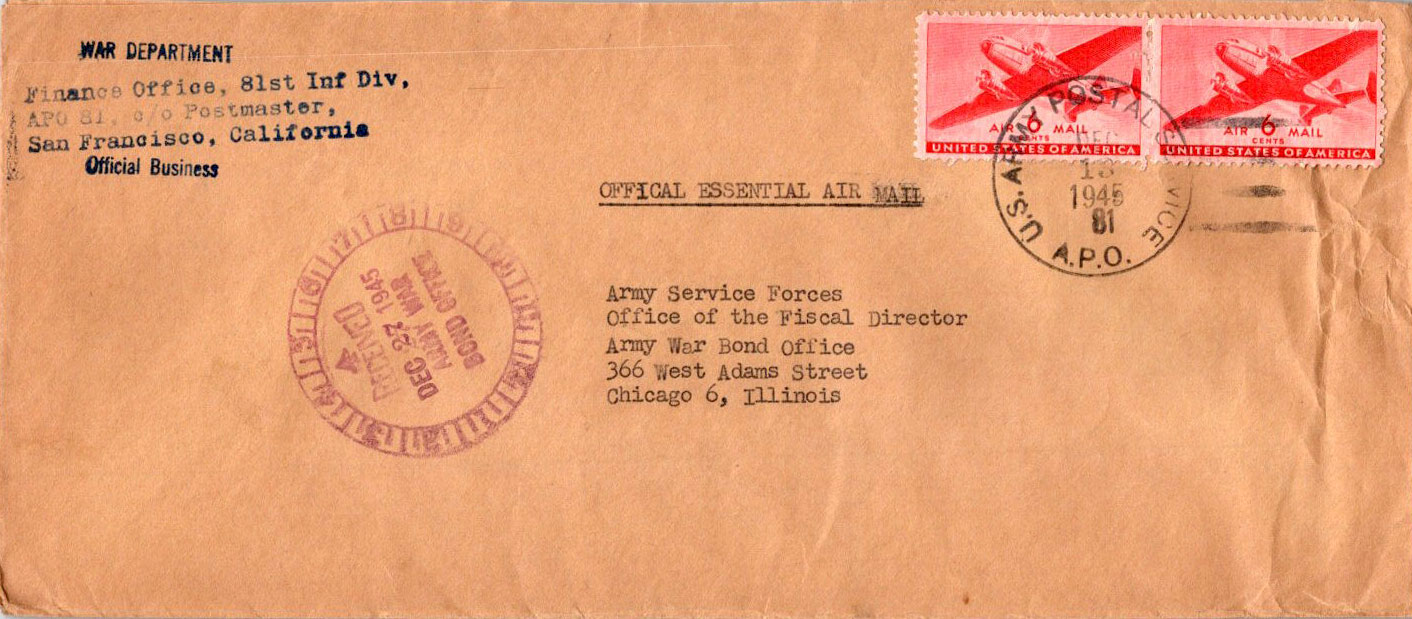 WAR DEPARTMENT
Finance Office, 81st Inf Div,
APO 81, c/o Postmaster,
San Francisco, California
Official Business
AIR 6 MAIL
CENTS
UNITED STATES OF AMERICA
AIR 6 MAIL
CENTS
UNITED STATES OF AMERICA
U.S. ARMY POSTAL SERVICE
DEC
13
1945
81
A.P.O.
OFFICAL ESSENTIAL AIR MAIL
RECEIVED
DEC 27 1945
ARMY WAR
BOND OFFICE
Army Service Forces
Office of the Fiscal Director
Army War Bond Office
366 West Adams Street
Chicago 6, Illinois